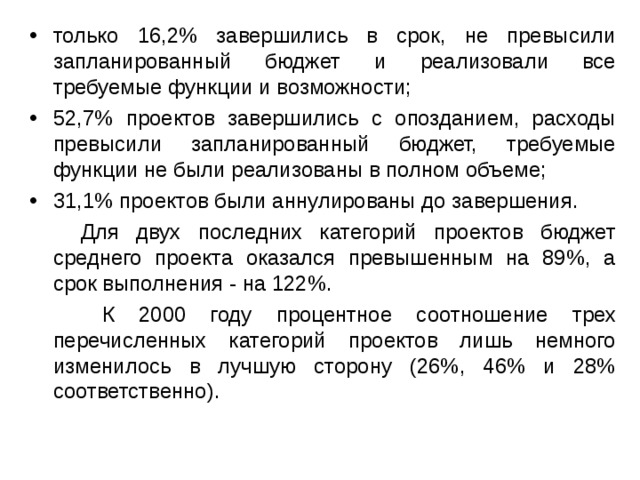 • только 16,2% завершились в срок, не превысили
запланированный бюджет и реализовали все
требуемые функции и возможности;
• 52,7% проектов завершились с опозданием, расходы
превысили запланированный бюджет, требуемые
функции не были реализованы в полном объеме;
• 31,1% проектов были аннулированы до завершения.
Для двух последних категорий проектов бюджет
среднего проекта оказался превышенным на 89%, а
срок выполнения - на 122%.
К 2000 году процентное соотношение трех
перечисленных категорий проектов лишь немного
изменилось в лучшую сторону (26%, 46% и 28%
соответственно).